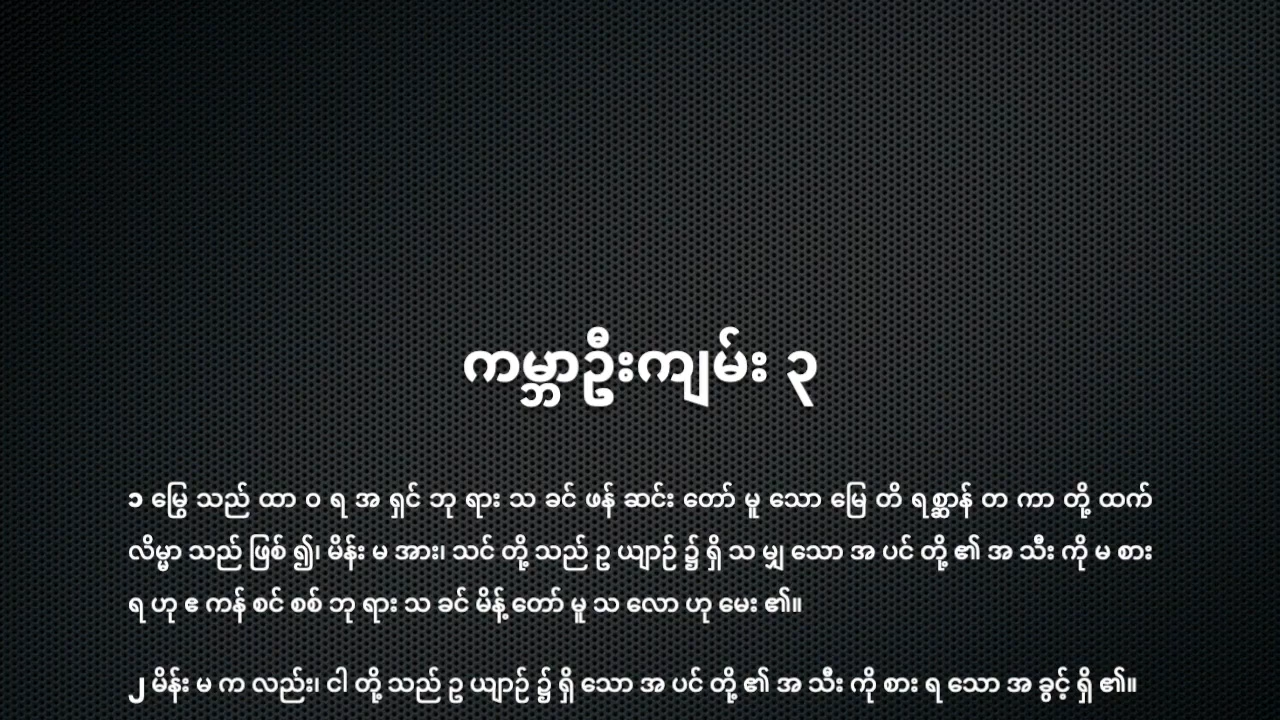 ကမ္ဘာဦးကျမ်း ၃
၁ မြွေ သည် ထာ ဝ ရ အ ရှင် ဘု ရား သ ခင် ဖန် ဆင်း တော် မူ သော မြေ တိ ရစ္ဆာန် တ ကာ တို့ ထက်
လိမ္မာ သည် ဖြစ် ၍၊ မိန်း မ အား၊ သင် တို့ သည် ဥ ယျာဉ် ၌ ရှိ သ မျှ သော အ ပင် တို့ ၏ အ သီး ကို မ စား
ရ ဟု ဧ ကန် စင် စစ် ဘု ရား သ ခင် မိန့် တော် မူ သ လော ဟု မေး ၏။
၂ မိန်း မ က လည်း၊ ငါ တို့ သည် ဥ ယျာဉ် ၌ ရှိ သော အ ပင် တို့ ၏ အ သီး ကို စား ရ သော အ ခွင့် ရှိ ၏။